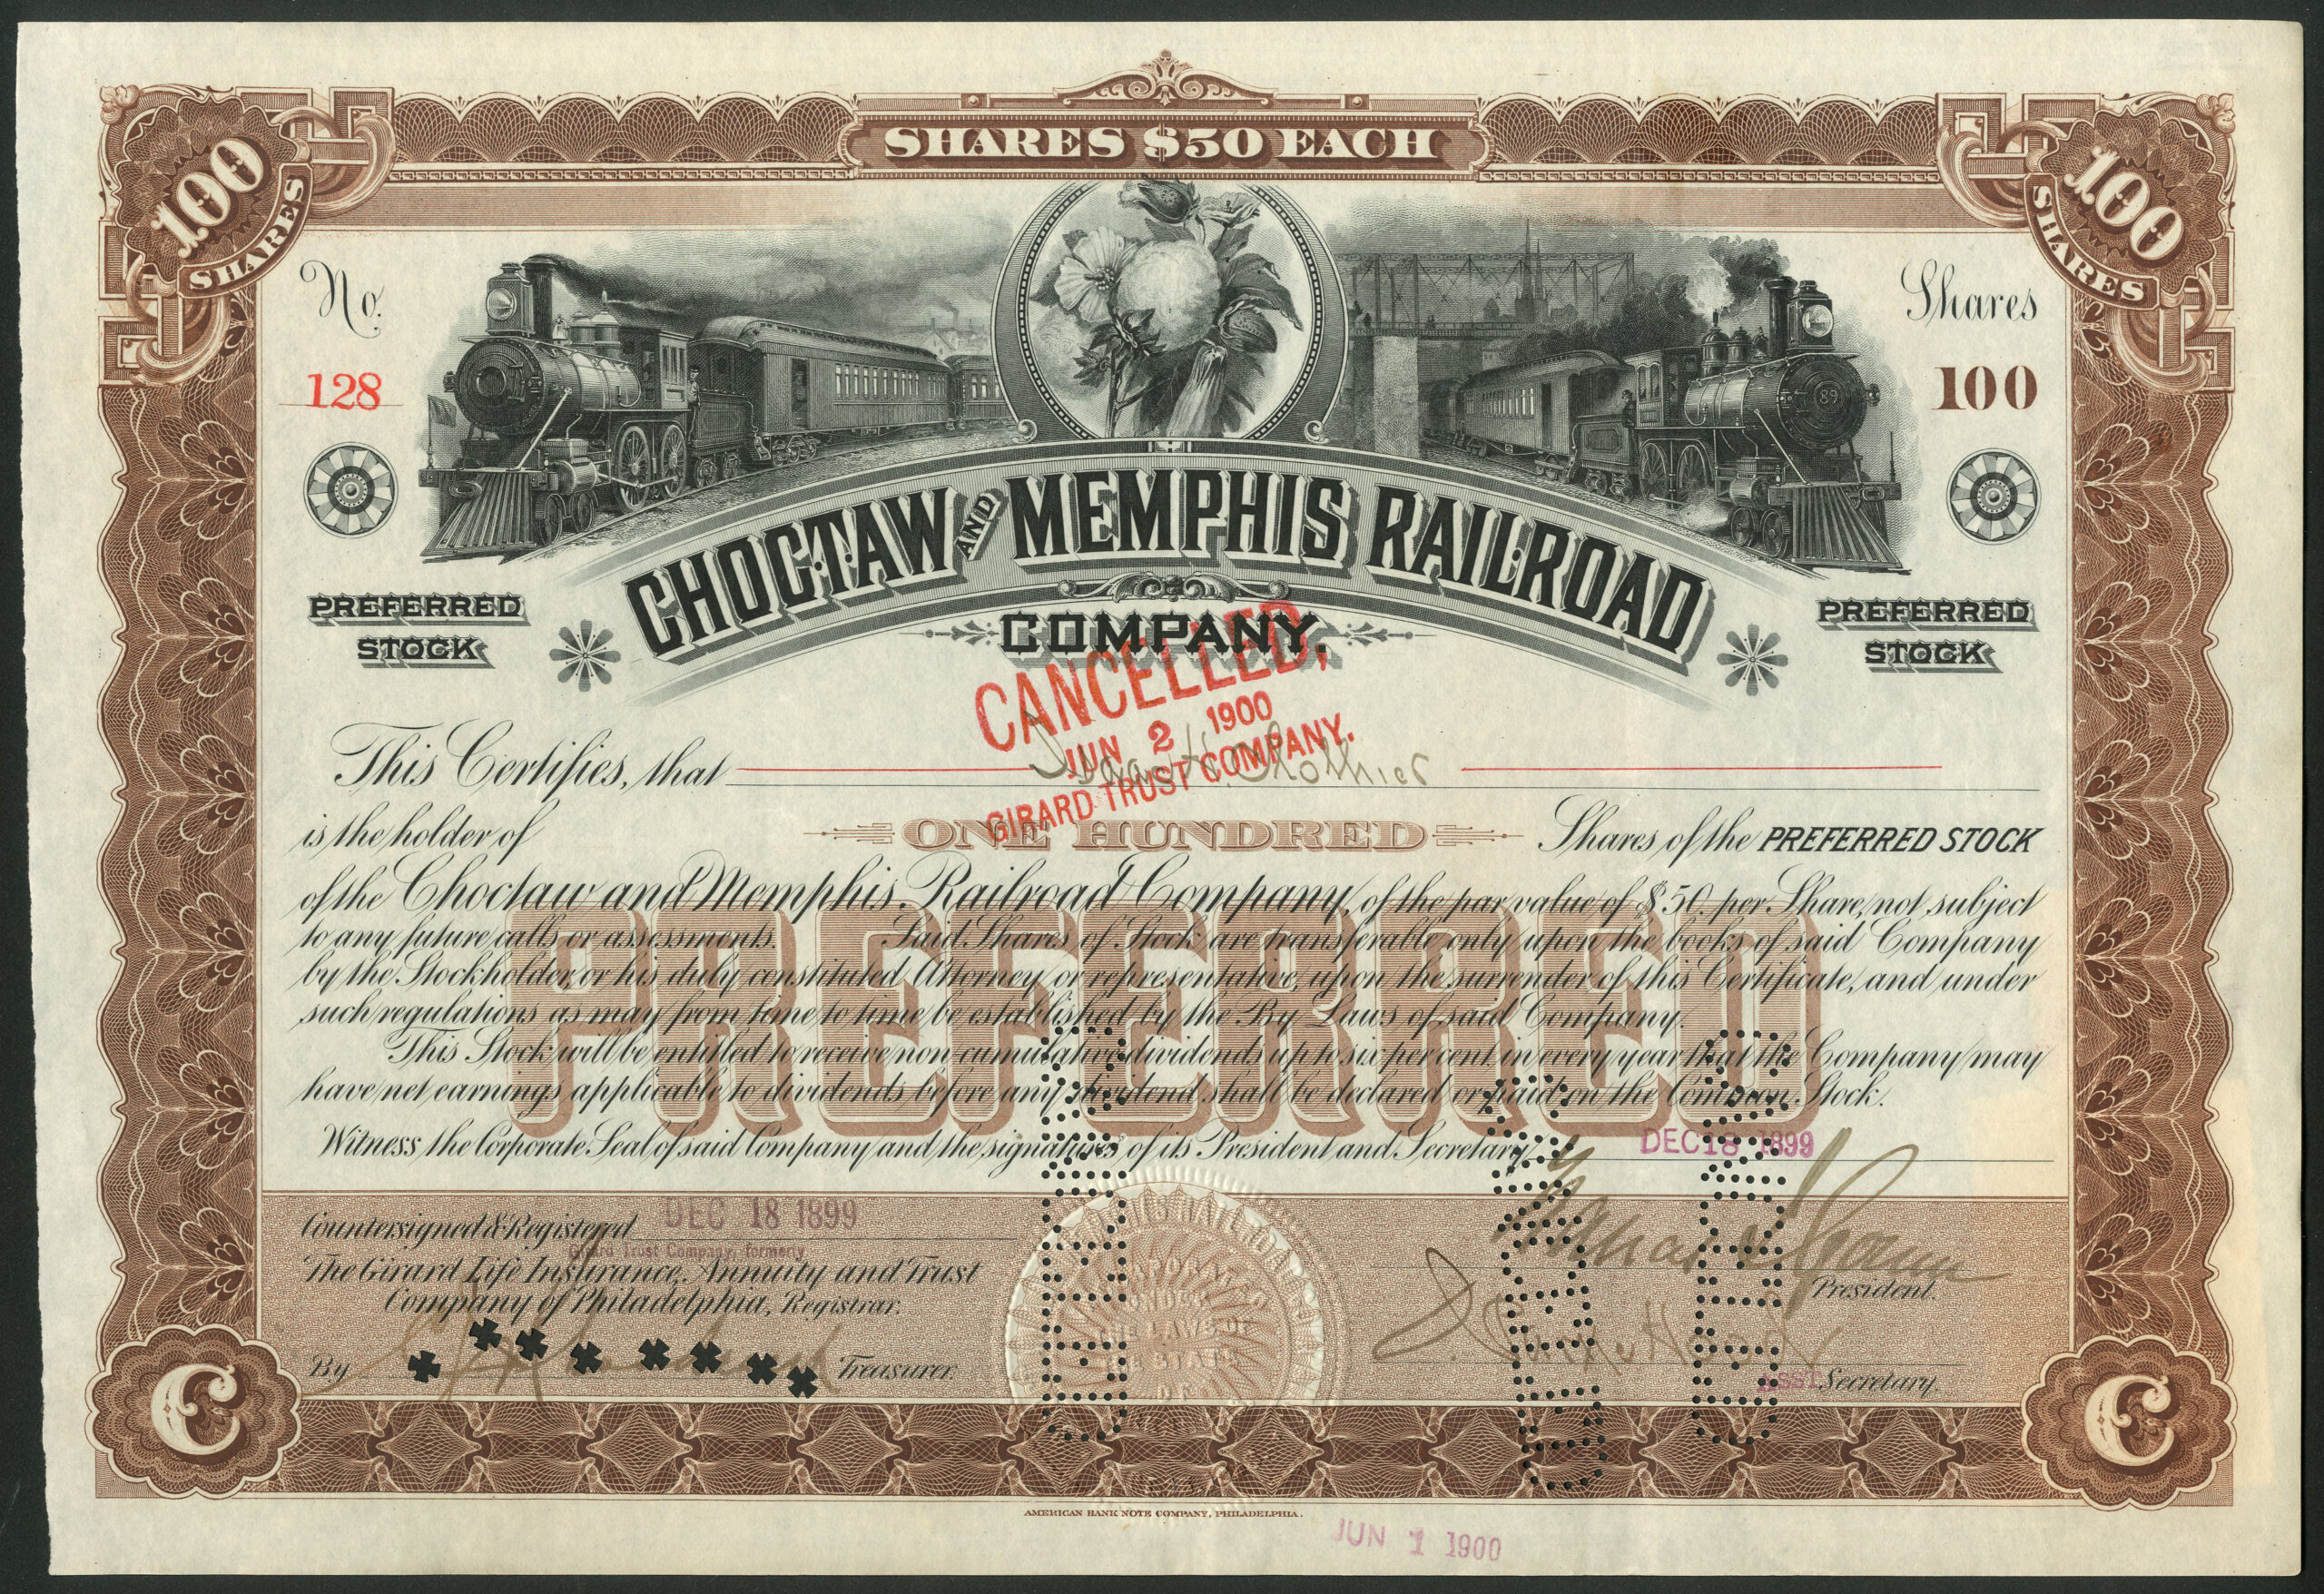 SHARES $50 EACH
100 SHARES
100 SHARES
No. 128
89
Shares 100
PREFERRED STOCK
CHOCTAW AND MEMPHIS RAILROAD
COMPANY.
PREFERRED STOCK
CANCELLED,
JUN 2 1900
GIRARD TRUST COMPANY.
This Certifies, that Clothier
is the holder of ONE HUNDRED Shares of the PREFERRED STOCK
of the Choctaw and Memphis Railroad Company, of the par value of $50. per Share, not subject
to any future calls or assessments. Said Shares of Stock are transferable only upon the books of said Company
by the Stockholder, or his duly constituted Attorney or representative, upon the surrender of this Certificate, and under
such regulations as may from time to time be established by the By Laws of said Company.
This Stock will be entitled to receive non-cumulative dividends up to six per cent in every year that the Company may
have net earnings applicable to dividends before any dividend shall be declared or paid on the Common Stock.
PREFERRED
Witness the Corporate Seal of said Company and the signatures of its President and Secretary, DEC 18 1899
Countersigned & Registered DEC 18 1899
Girard Trust Company, formerly
The Girard Life Insurance, Annuity and Trust
Company of Philadelphia, Registrar.
By Treasurer.
President.
ASST. Secretary.
INCORPORATED
UNDER
THE LAWS OF
THE STATE
OF
C
C
AMERICAN BANK NOTE COMPANY, PHILADELPHIA.
JUN 1 1900